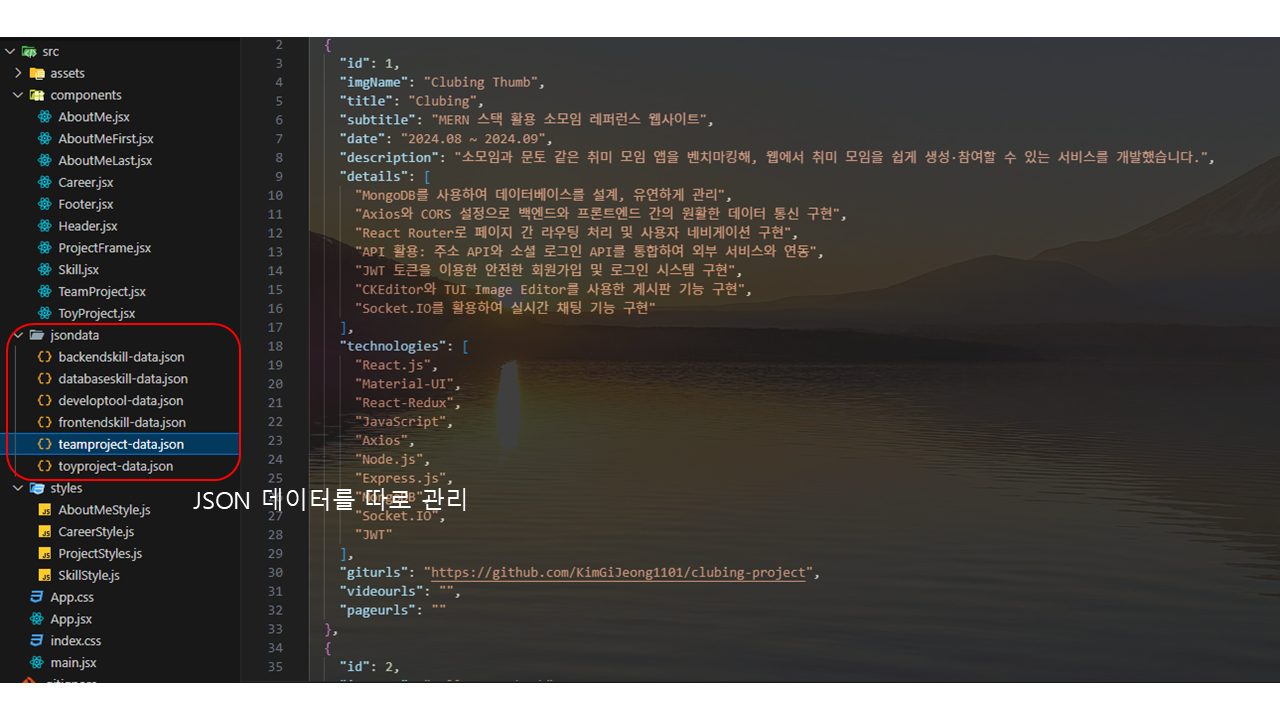 src
assets
components
AboutMe.jsx
AboutMeFirst.jsx
AboutMeLast.jsx
Career.jsx
Footer.jsx
Header.jsx
ProjectFrame.jsx
Skill.jsx
TeamProject.jsx
ToyProject.jsx
jsondata
{} backendskill-data.json
{} databaseskill-data.json
{} developtool-data.json
{} frontendskill-data.json
{} teamproject-data.json
{} toyproject-data.json
styles
JS AboutMeStyle.js
JS CareerStyle.js
JS ProjectStyles.js
JS SkillStyle.js
App.css
App.jsx
index.css
main.jsx
JSON 데이터를 따로 관리
2 {
3 "id": 1,
4 "imgName": "Clubing Thumb",
5 "title": "Clubing",
6 "subtitle": "MERN 스택 활용 소모임 레퍼런스 웹사이트",
7 "date": "2024.08 ~ 2024.09",
8 "description": "소모임과 문토 같은 취미 모임 앱을 벤치마킹해, 웹에서 취미 모임을 쉽게 생성·참여할 수 있는 서비스를 개발했습니다.",
9 "details": [
10 "MongoDB를 사용하여 데이터베이스를 설계, 유연하게 관리",
11 "Axios와 CORS 설정으로 백엔드와 프론트엔드 간의 원활한 데이터 통신 구현",
12 "React Router로 페이지 간 라우팅 처리 및 사용자 네비게이션 구현",
13 "API 활용: 주소 API와 소셜 로그인 API를 통합하여 외부 서비스와 연동",
14 "JWT 토큰을 이용한 안전한 회원가입 및 로그인 시스템 구현",
15 "CKEditor와 TUI Image Editor를 사용한 게시판 기능 구현",
16 "Socket.IO를 활용하여 실시간 채팅 기능 구현"
17 ],
18 "technologies": [
19 "React.js",
20 "Material-UI",
21 "React-Redux",
22 "JavaScript",
23 "Axios",
24 "Node.js",
25 "Express.js",
27 "Socket.IO",
28 "JWT"
29 ],
30 "giturls": "https://github.com/KimGiJeong1101/clubing-project",
31 "videourls": "",
32 "pageurls": ""
33 },
34 {
35 "id": 2,